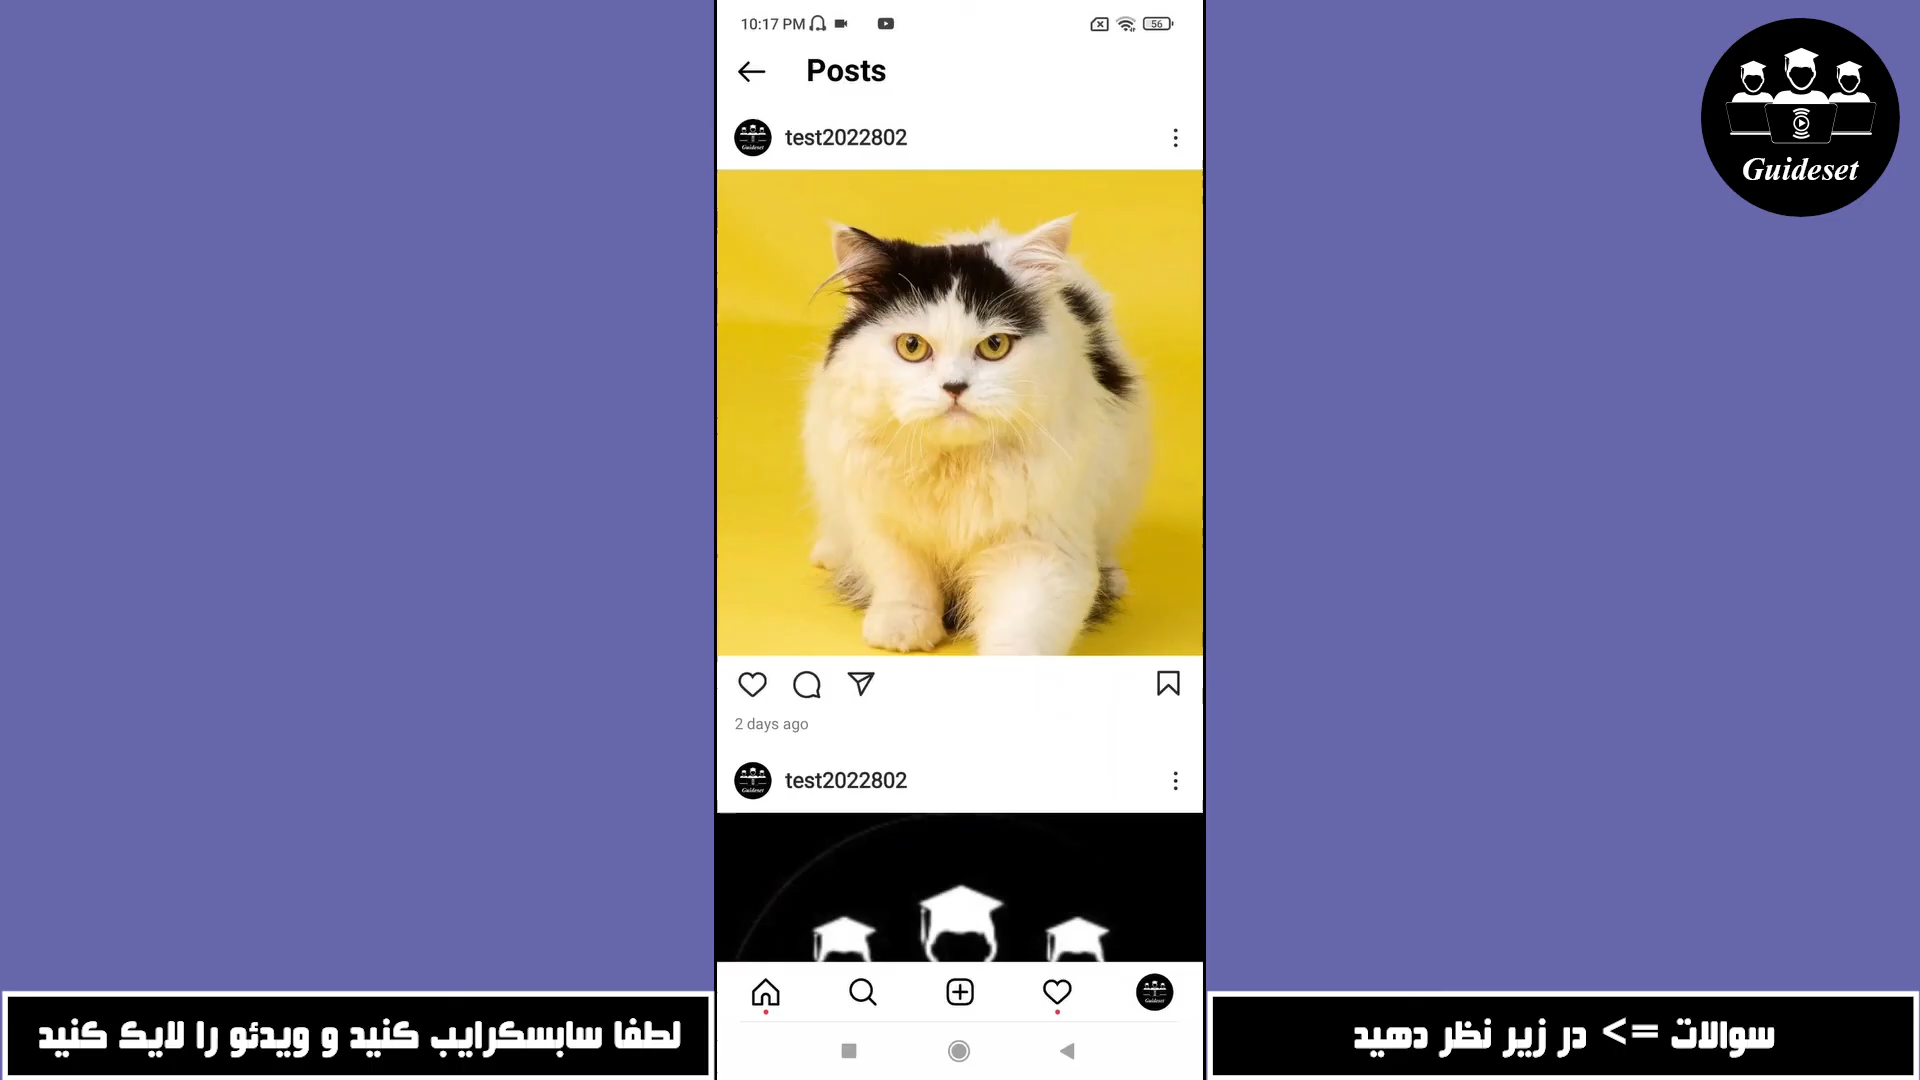 10:17 PM
56
Posts
test2022802
Guideset
2 days ago
test2022802
لطفا سابسکرایب کنید و ویدئو را لایک کنید
سوالات => در زیر نظر دهید